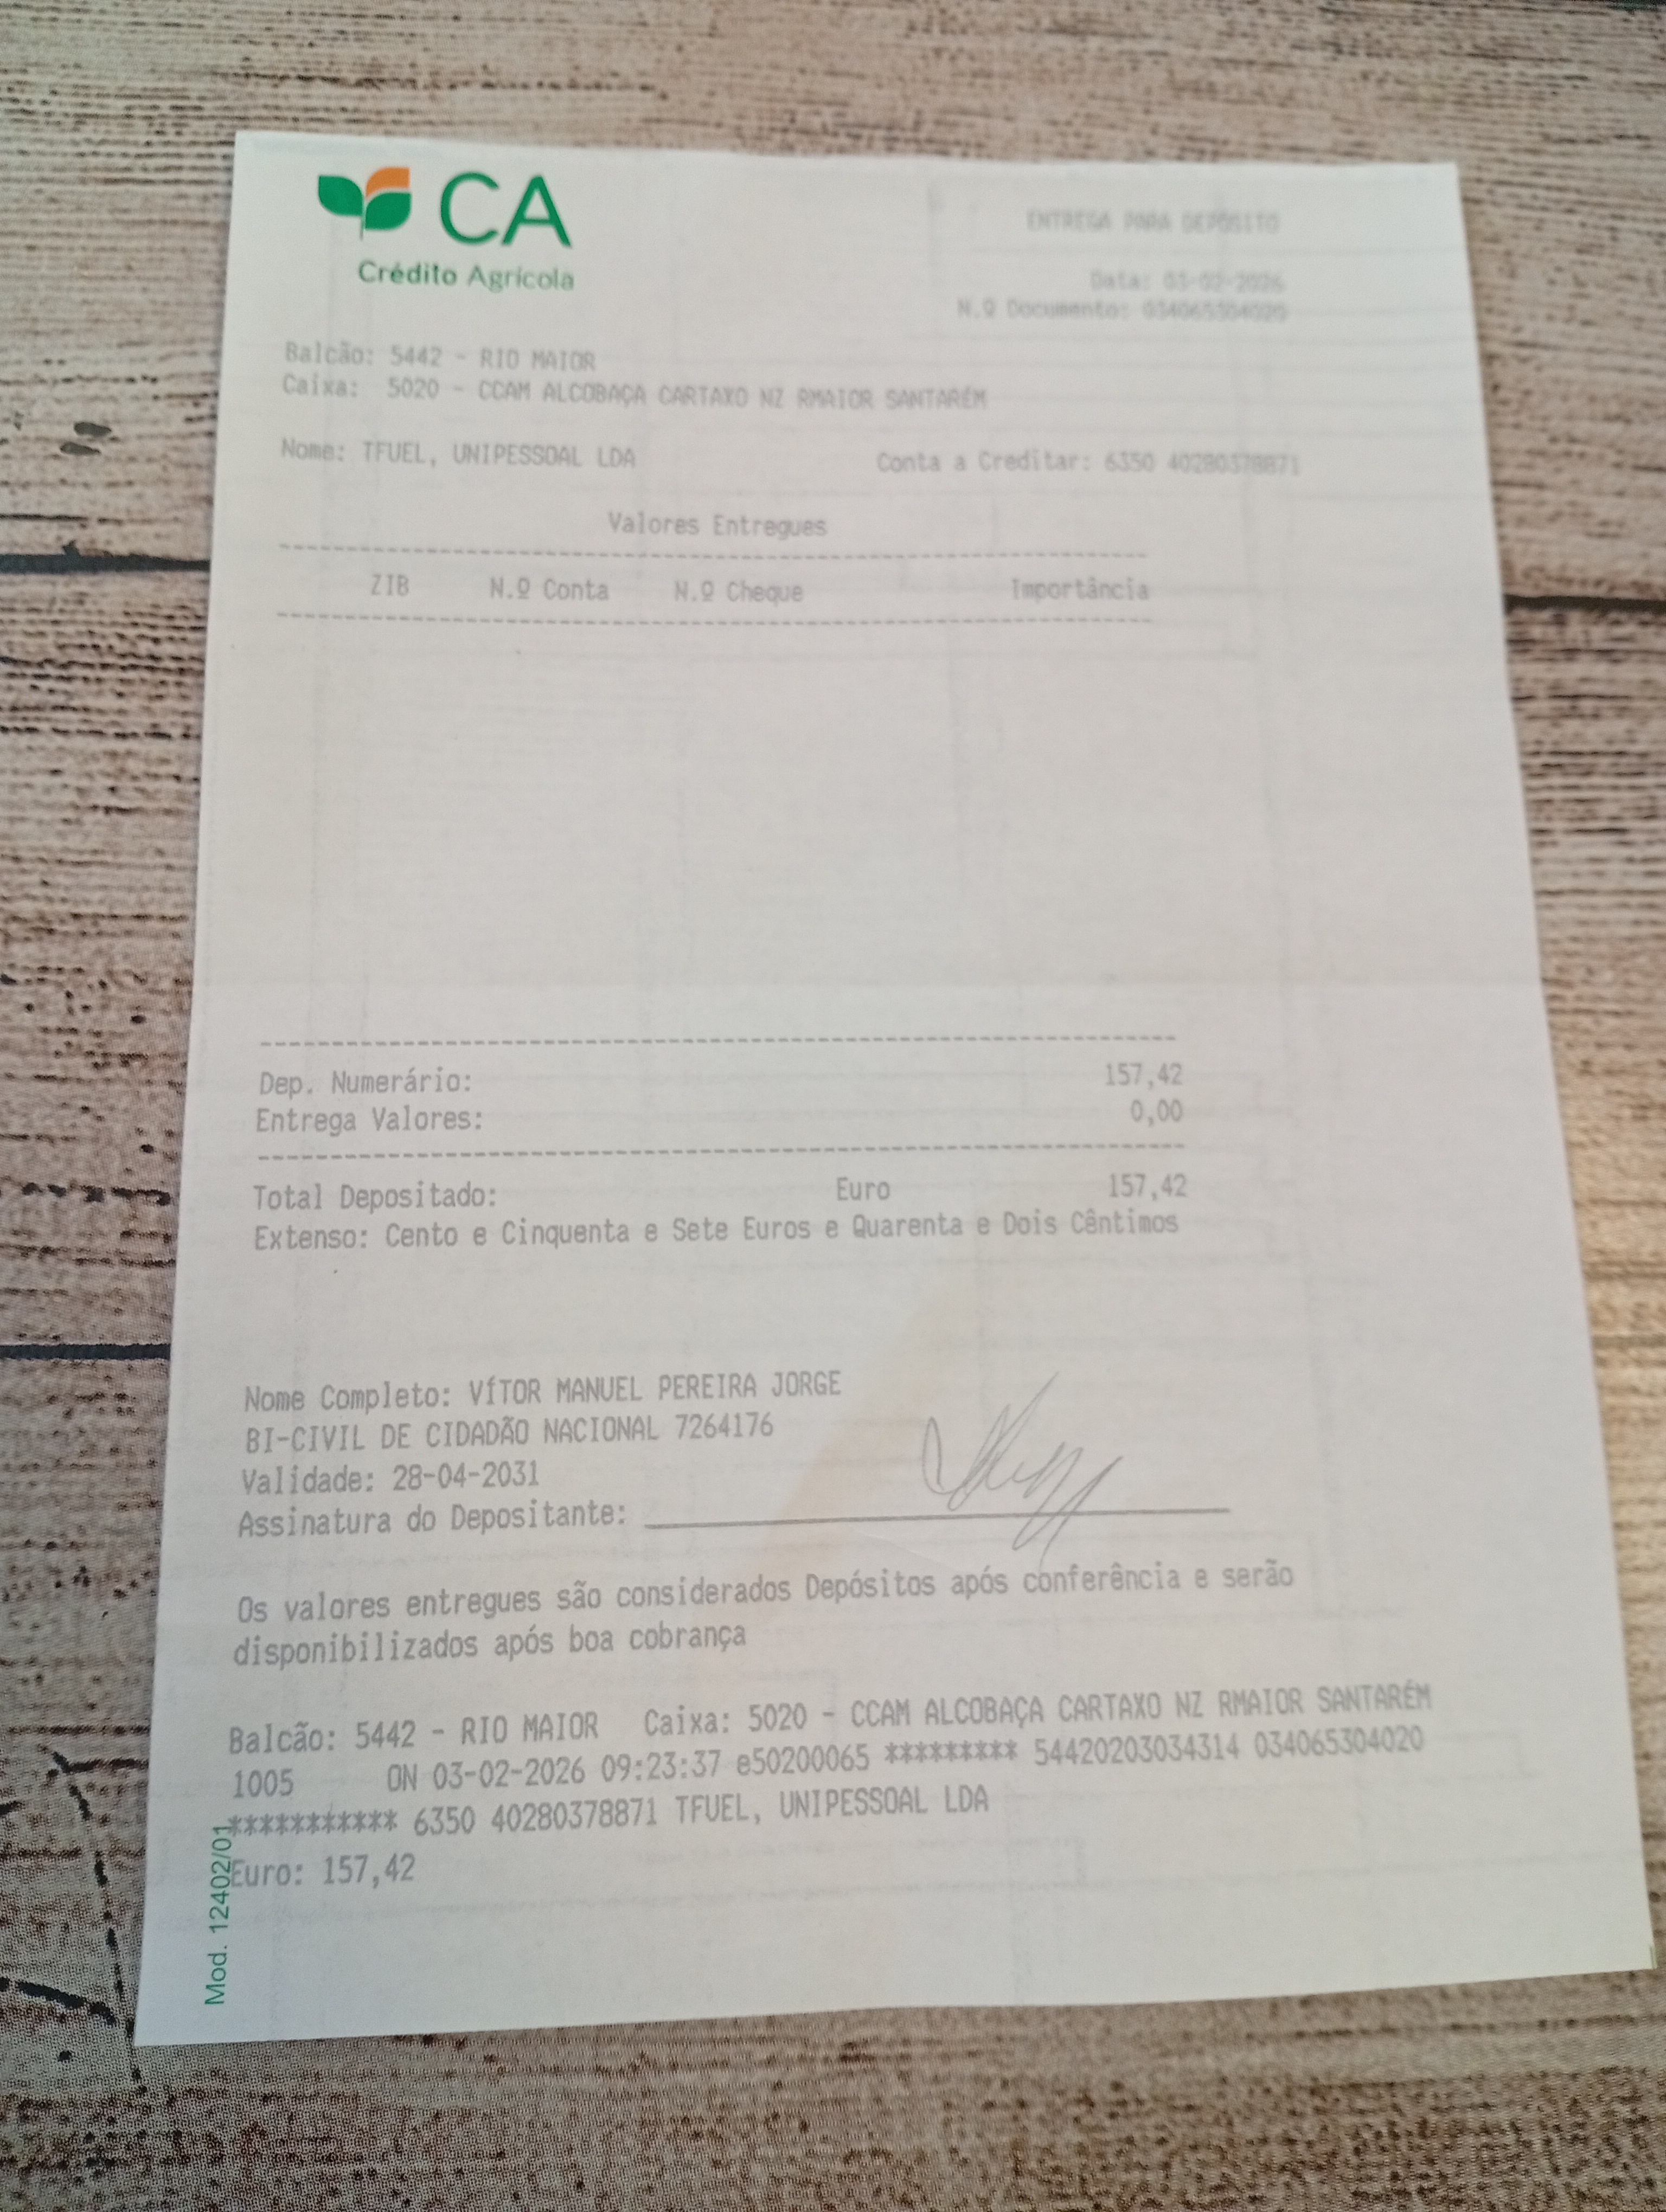 CA
Crédito Agrícola
ENTREGA PARA DEPÓSITO
Data: 03-02-2026
N.º Documento: 034065304020
Balcão: 5442 - RIO MAIOR
Caixa: 5020 - CCAM ALCOBAÇA CARTAXO NZ RMAIOR SANTARÉM
Nome: TFUEL, UNIPESSOAL LDA Conta a Creditar: 6350 40280378871
Valores Entregues
ZIB N.º Conta N.º Cheque Importância
Dep. Numerário: 157,42
Entrega Valores: 0,00
Total Depositado: Euro 157,42
Extenso: Cento e Cinquenta e Sete Euros e Quarenta e Dois Cêntimos
Nome Completo: VÍTOR MANUEL PEREIRA JORGE
BI-CIVIL DE CIDADÃO NACIONAL 7264176
Validade: 28-04-2031
Assinatura do Depositante:
Os valores entregues são considerados Depósitos após conferência e serão
disponibilizados após boa cobrança
Balcão: 5442 - RIO MAIOR Caixa: 5020 - CCAM ALCOBAÇA CARTAXO NZ RMAIOR SANTARÉM
1005 ON 03-02-2026 09:23:37 e50200065 ********* 54420203034314 034065304020
*********** 6350 40280378871 TFUEL, UNIPESSOAL LDA
Euro: 157,42
Mod. 12402/01